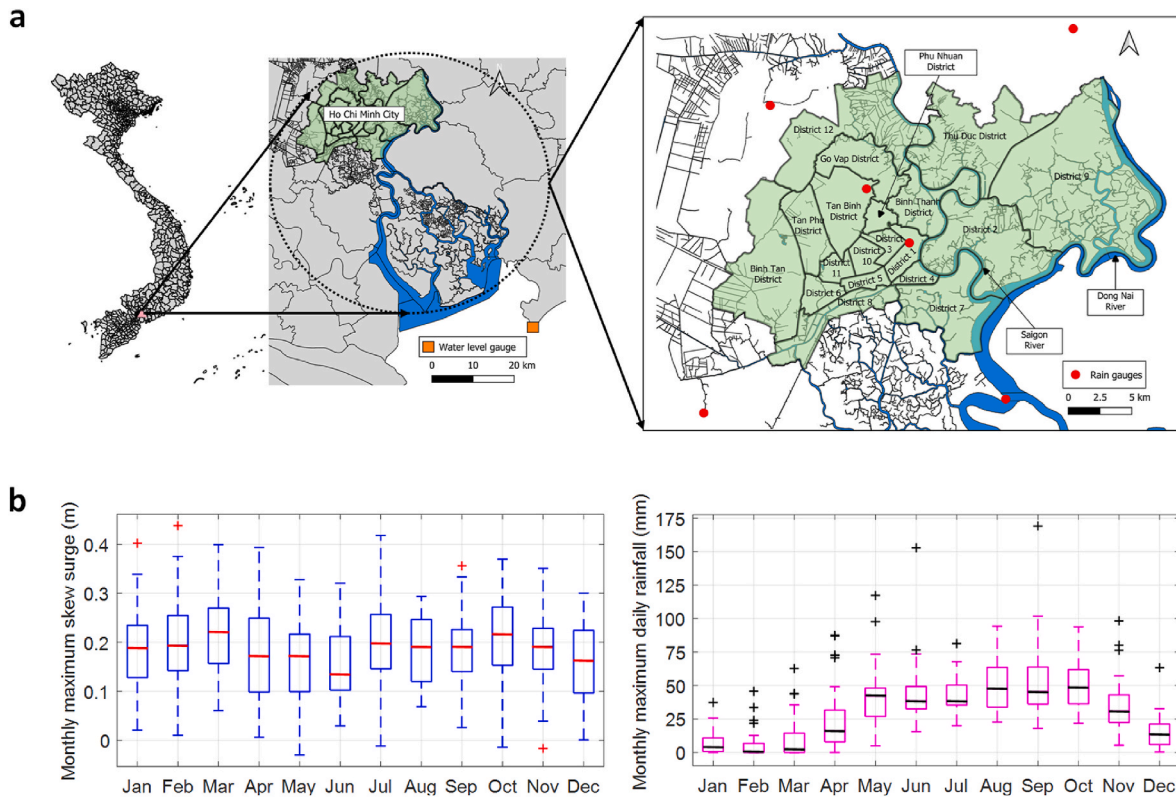 a
N
Ho Chi Minh City
Water level gauge
0 10 20 km
Phu Nhuan
District
District 12
Thu Duc District
Go Vap District
District 9
Tan Binh
District
Binh Thanh
District
Tan Phu
District
District 2
District
3
District
10
District 1
District
11
Binh Tan
District
District 5
District 4
District 6
District 8
District 7
Dong Nai
River
Saigon
River
Rain gauges
0 2.5 5 km
b
Monthly maximum skew surge (m)
0.4
0.3
0.2
0.1
0
Jan Feb Mar Apr May Jun Jul Aug Sep Oct Nov Dec
Monthly maximum daily rainfall (mm)
175
150
125
100
75
50
25
0
Jan Feb Mar Apr May Jun Jul Aug Sep Oct Nov Dec